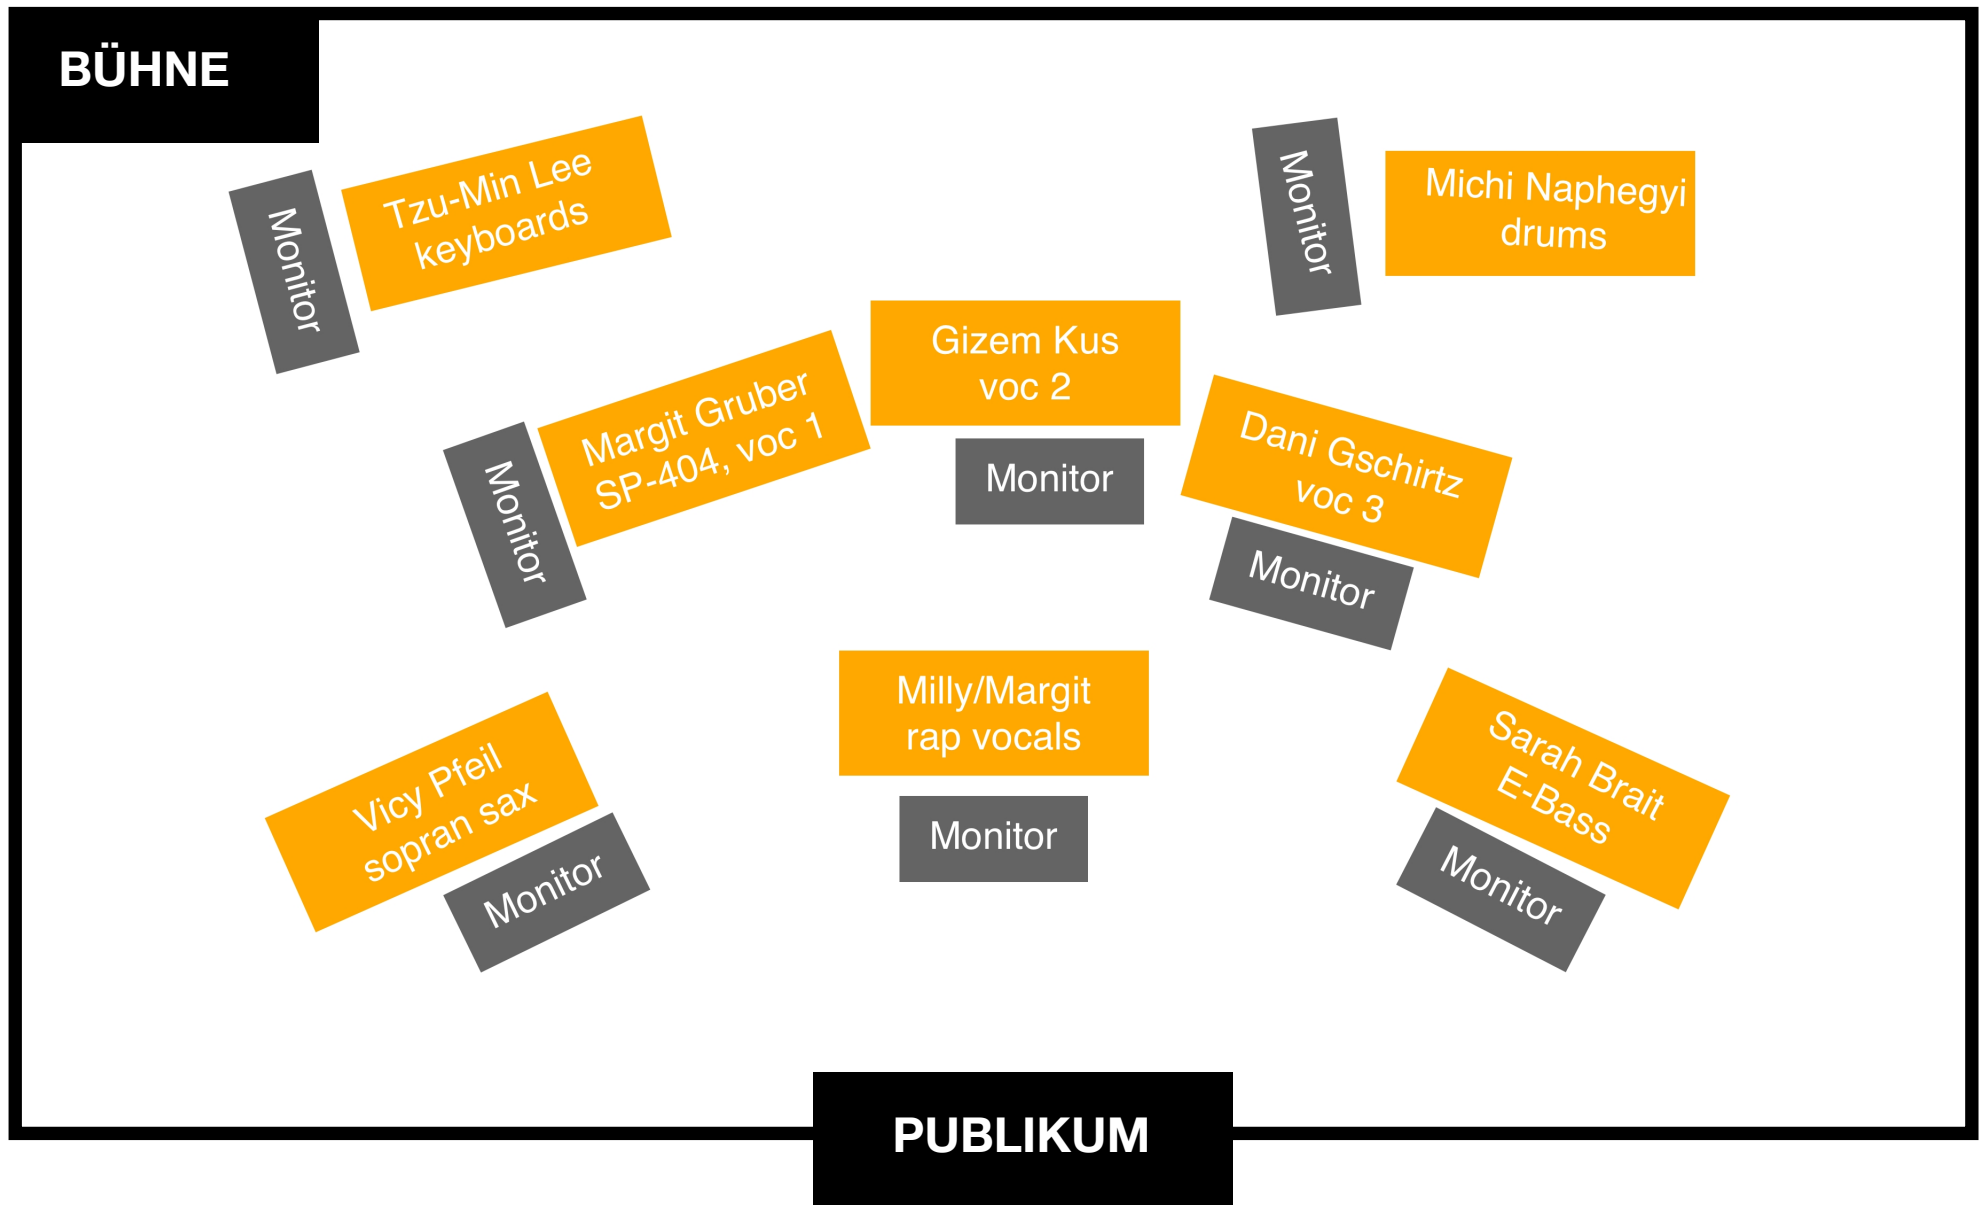 BÜHNE
Tzu-Min Lee
keyboards
Monitor
Monitor
Michi Naphegyi
drums
Gizem Kus
voc 2
Monitor
Margit Gruber
SP-404, voc 1
Monitor
Dani Gschirtz
voc 3
Monitor
Milly/Margit
rap vocals
Monitor
Vicy Pfeil
sopran sax
Monitor
Sarah Brait
E-Bass
Monitor
PUBLIKUM